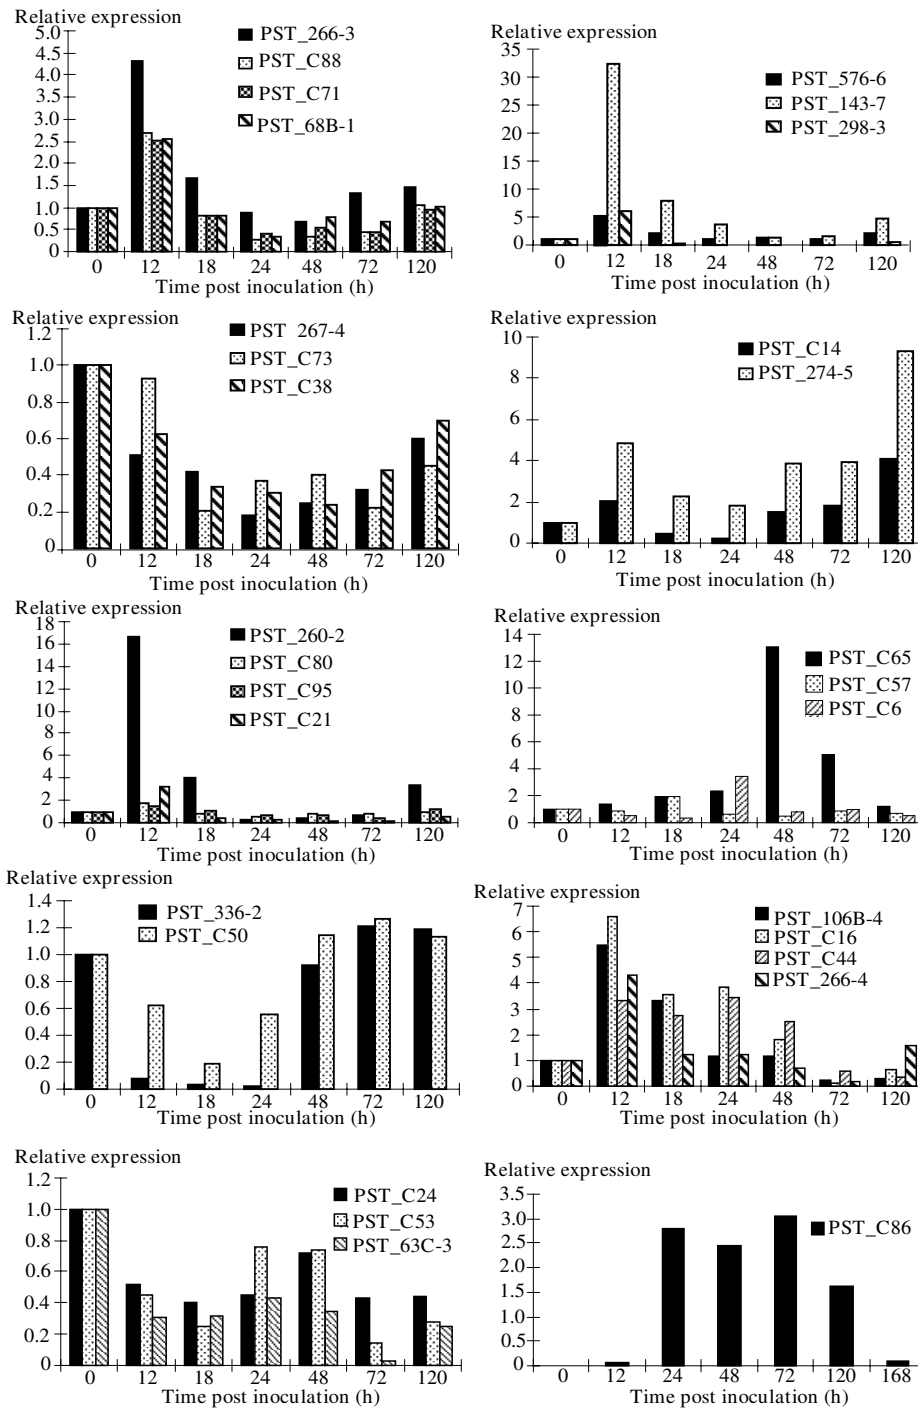 Relative expression
5.0
4.5
4.0
3.5
3.0
2.5
2.0
1.5
1.0
0.5
0
PST_266-3
PST_C88
PST_C71
PST_68B-1
0 12 18 24 48 72 120
Time post inoculation (h)
Relative expression
35
30
25
20
15
10
5
0
PST_576-6
PST_143-7
PST_298-3
0 12 18 24 48 72 120
Time post inoculation (h)
Relative expression
1.2
1.0
0.8
0.6
0.4
0.2
0
PST 267-4
PST_C73
PST_C38
0 12 18 24 48 72 120
Time post inoculation (h)
Relative expression
10
8
6
4
2
0
PST_C14
PST_274-5
0 12 18 24 48 72 120
Time post inoculation (h)
Relative expression
18
16
14
12
10
8
6
4
2
0
PST_260-2
PST_C80
PST_C95
PST_C21
0 12 18 24 48 72 120
Time post inoculation (h)
Relative expression
14
12
10
8
6
4
2
0
PST_C65
PST_C57
PST_C6
0 12 18 24 48 72 120
Time post inoculation (h)
Relative expression
1.4
1.2
1.0
0.8
0.6
0.4
0.2
0
PST_336-2
PST_C50
0 12 18 24 48 72 120
Time post inoculation (h)
Relative expression
7
6
5
4
3
2
1
0
PST_106B-4
PST_C16
PST_C44
PST_266-4
0 12 18 24 48 72 120
Time post inoculation (h)
Relative expression
1.2
1.0
0.8
0.6
0.4
0.2
0
PST_C24
PST_C53
PST_63C-3
0 12 18 24 48 72 120
Time post inoculation (h)
Relative expression
3.5
3.0
2.5
2.0
1.5
1.0
0.5
0
PST_C86
0 12 24 48 72 120 168
Time post inoculation (h)